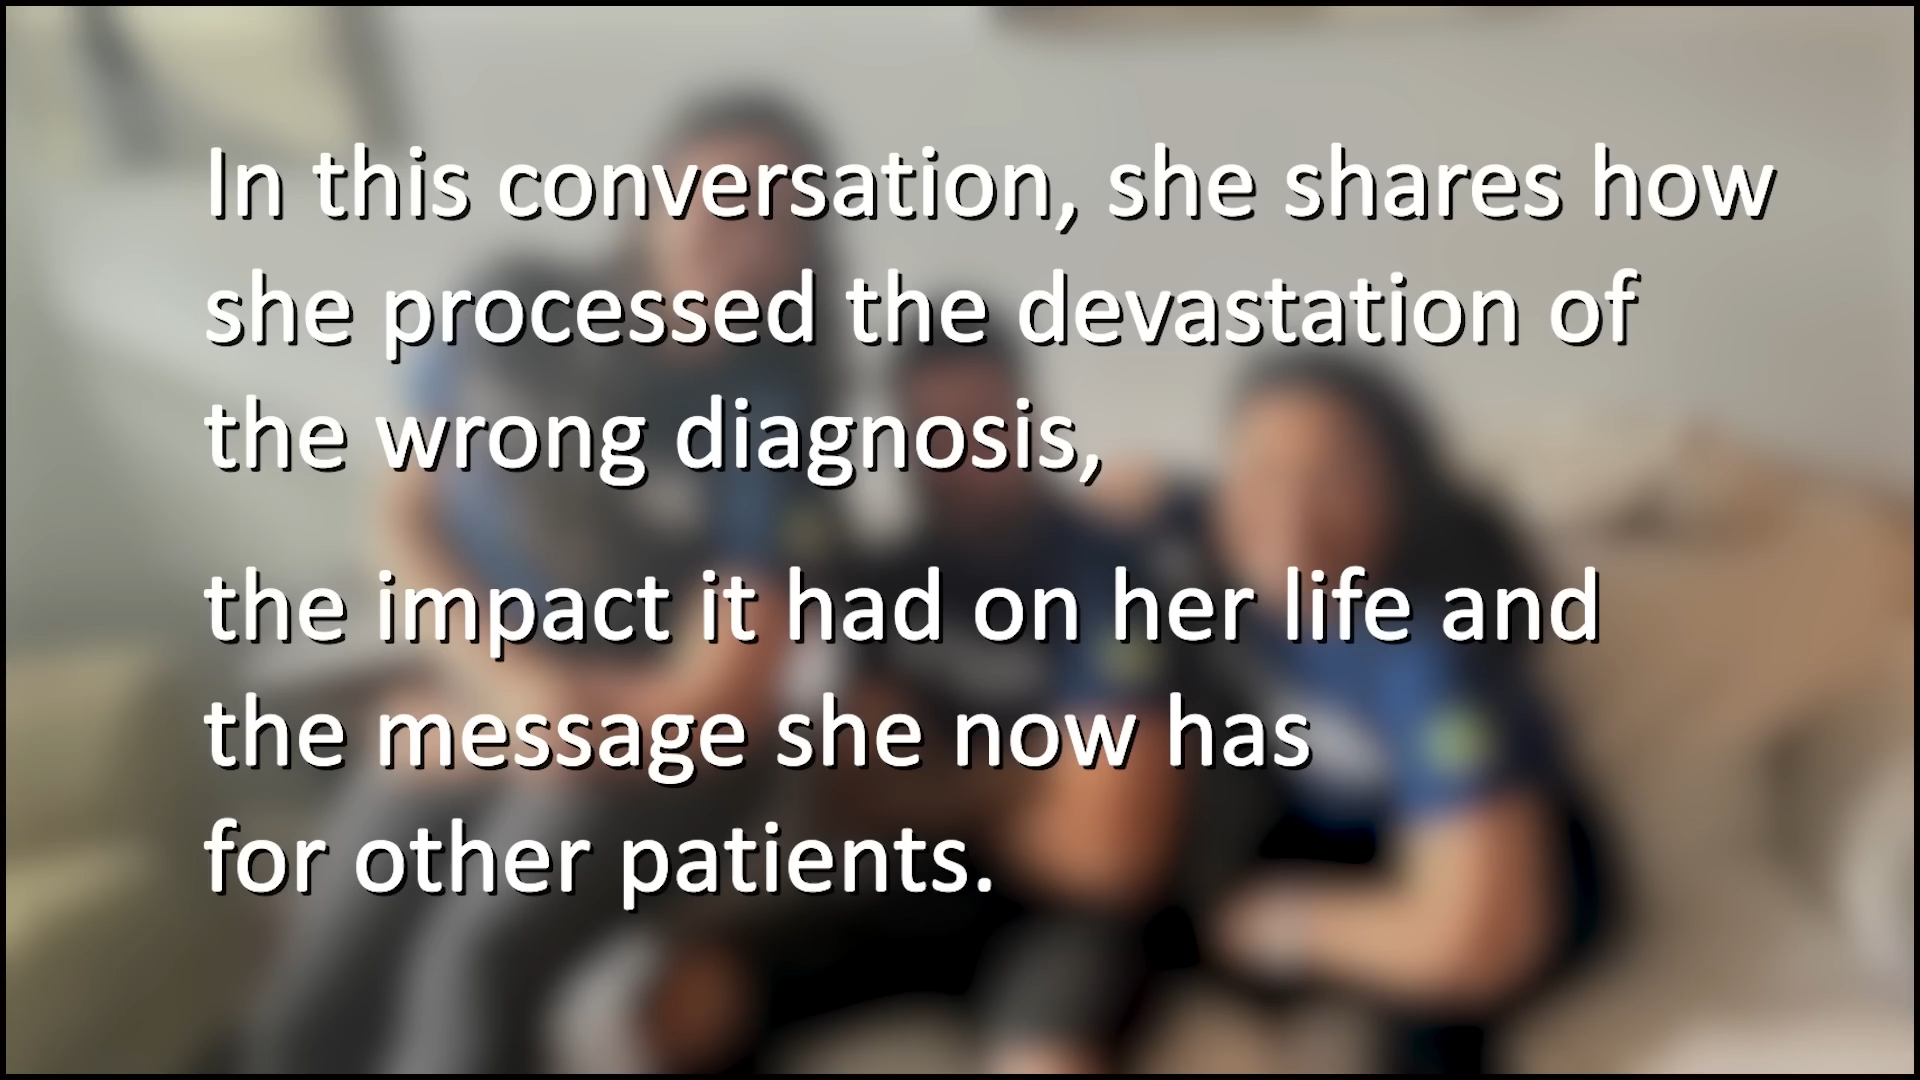 In this conversation, she shares how
she processed the devastation of
the wrong diagnosis,
the impact it had on her life and
the message she now has
for other patients.